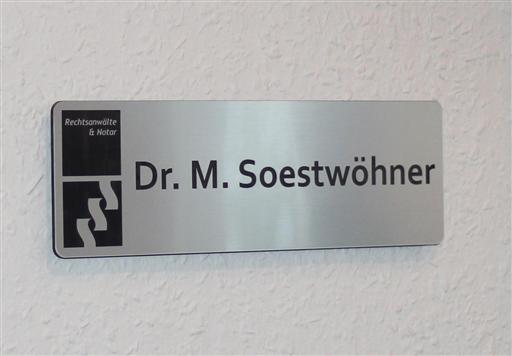 Rechtsanwälte
& Notar
Dr. M. Soestwöhner